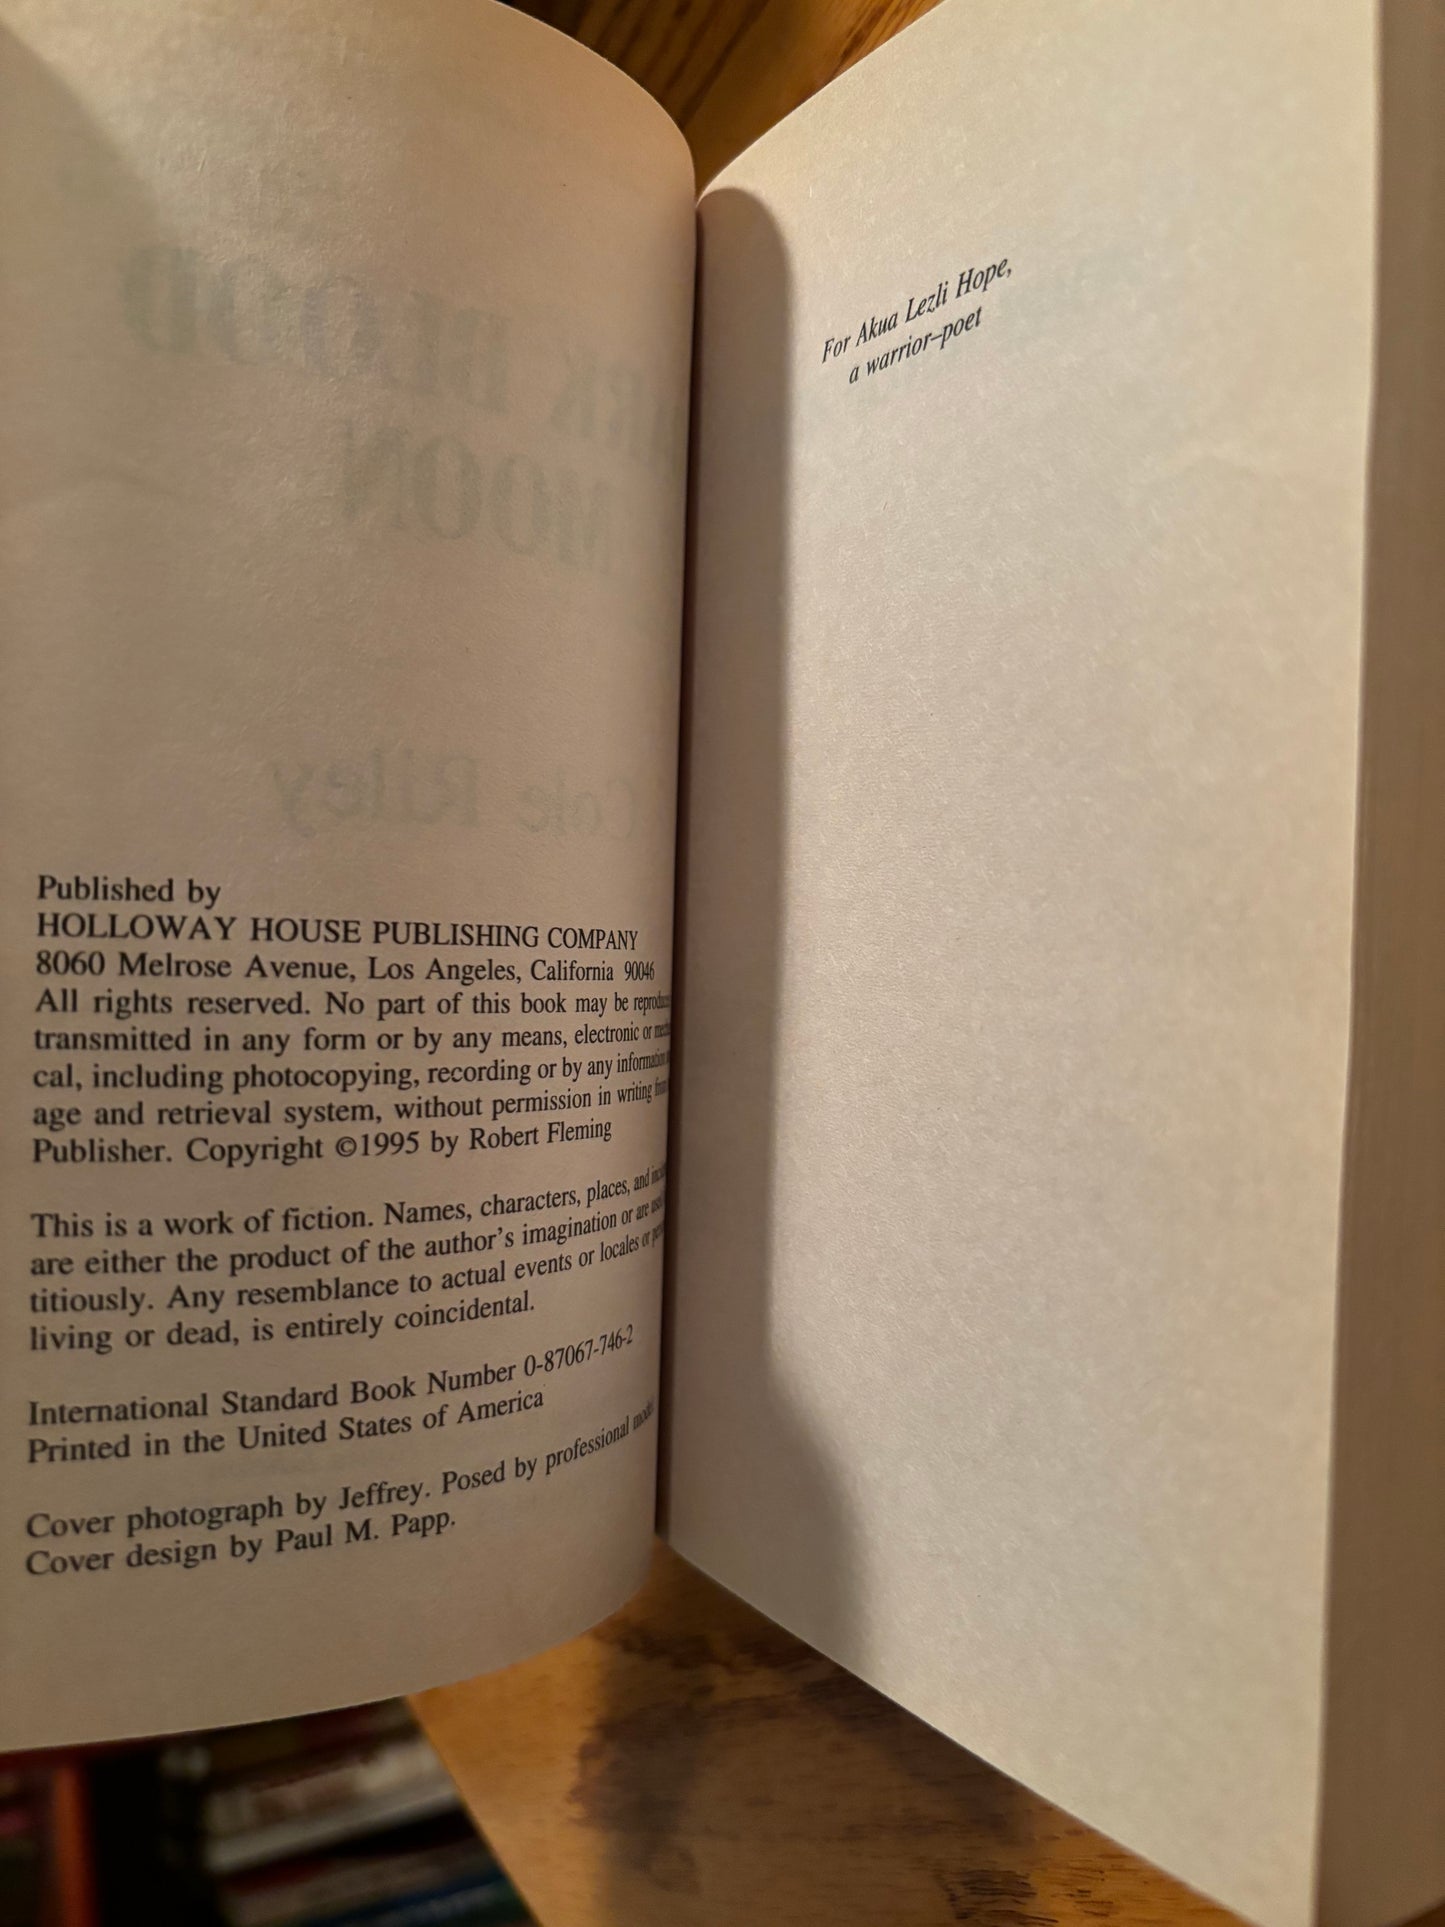 Published by
HOLLOWAY HOUSE PUBLISHING COMPANY
8060 Melrose Avenue, Los Angeles, California 90046
All rights reserved. No part of this book may be
transmitted in any form or by any means, electronic or
cal, including photocopying, recording or by any information
age and retrieval system, without permission in writing
Publisher. Copyright ©1995 by Robert Fleming
This is a work of fiction. Names, characters, places, and
are either the product of the author's imagination or are
titiously. Any resemblance to actual events or locales or
living or dead, is entirely coincidental.
International Standard Book Number 0-87067-746-2
Printed in the United States of America
Cover photograph by Jeffrey. Posed by professional
Cover design by Paul M. Papp.
For Akua Lezli Hope,
a warrior–poet